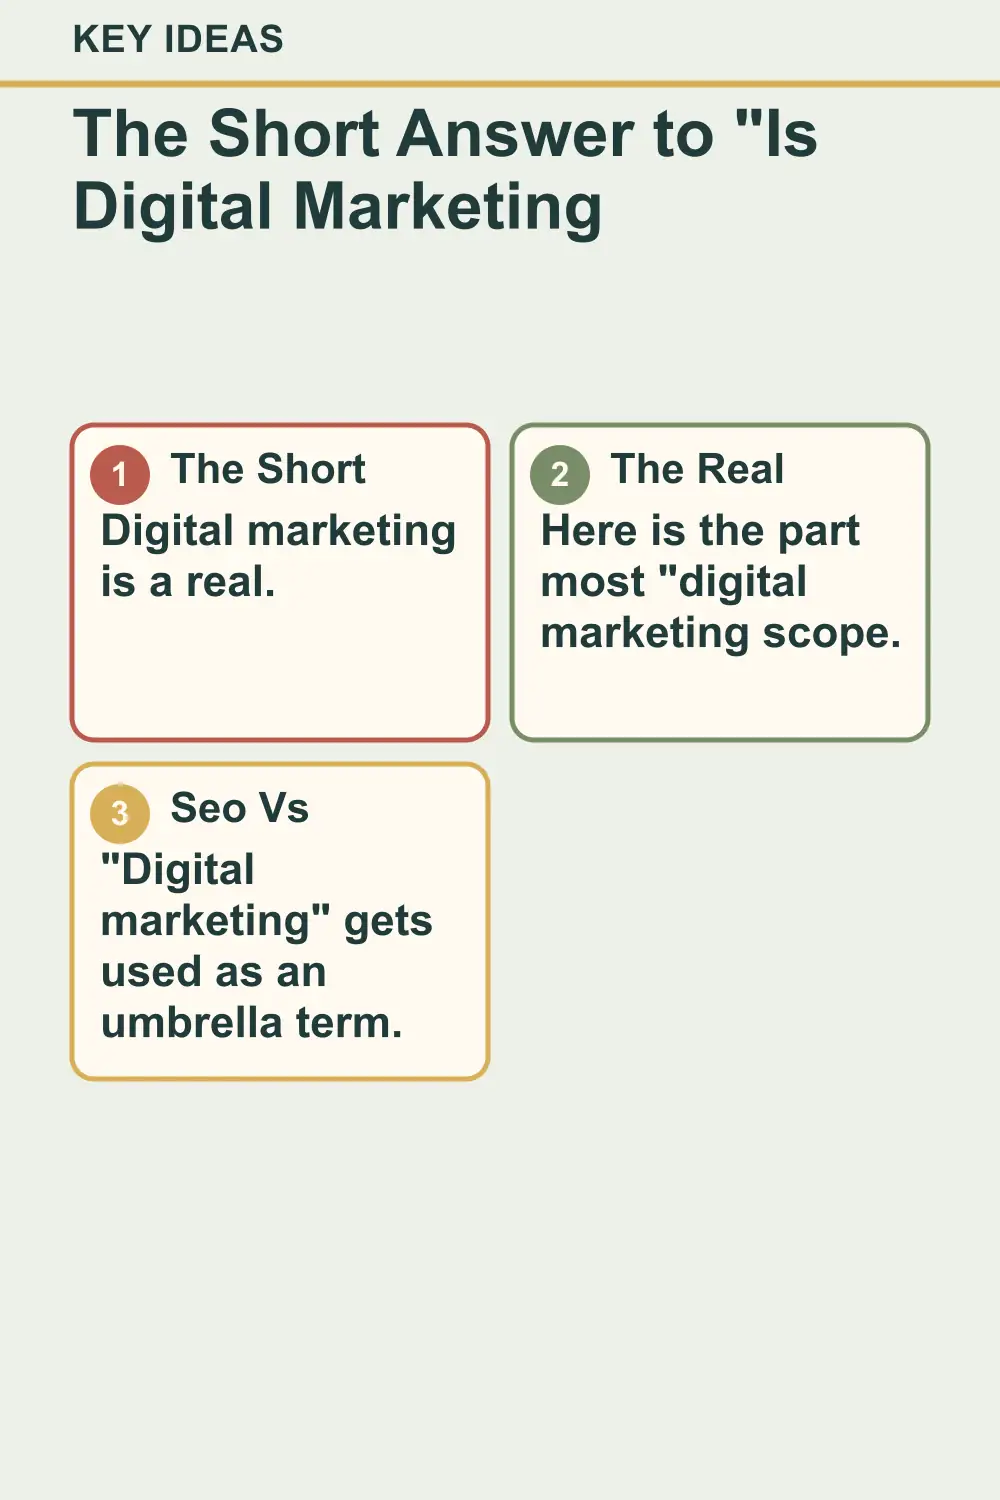 KEY IDEAS
The Short Answer to "Is
Digital Marketing
1 The Short
Digital marketing
is a real.
2 The Real
Here is the part
most "digital
marketing scope.
3 Seo Vs
"Digital
marketing" gets
used as an
umbrella term.